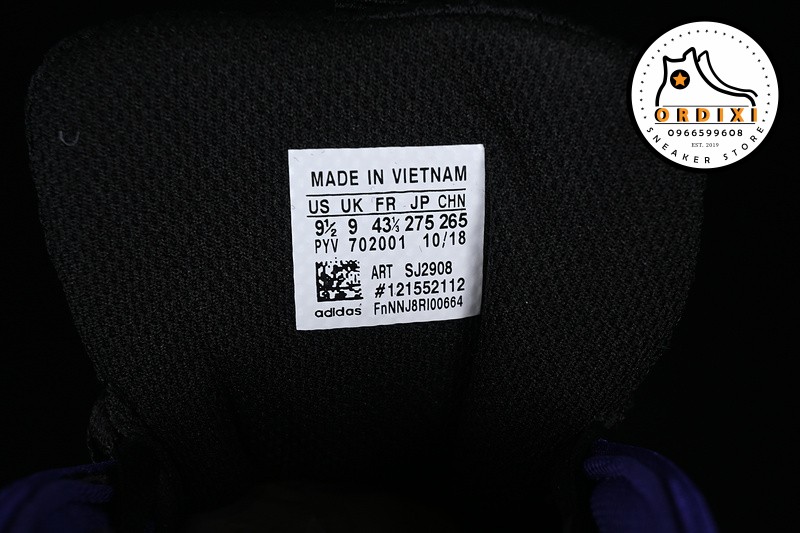 MADE IN VIETNAM
US UK FR JP CHN
9½ 9 43⅓ 275 265
PYV 702001 10/18
ART SJ2908
#121552112
adidas FnNNJ8RI00664
ORDIXI
0966599608
EST. 2019
SNEAKER STORE